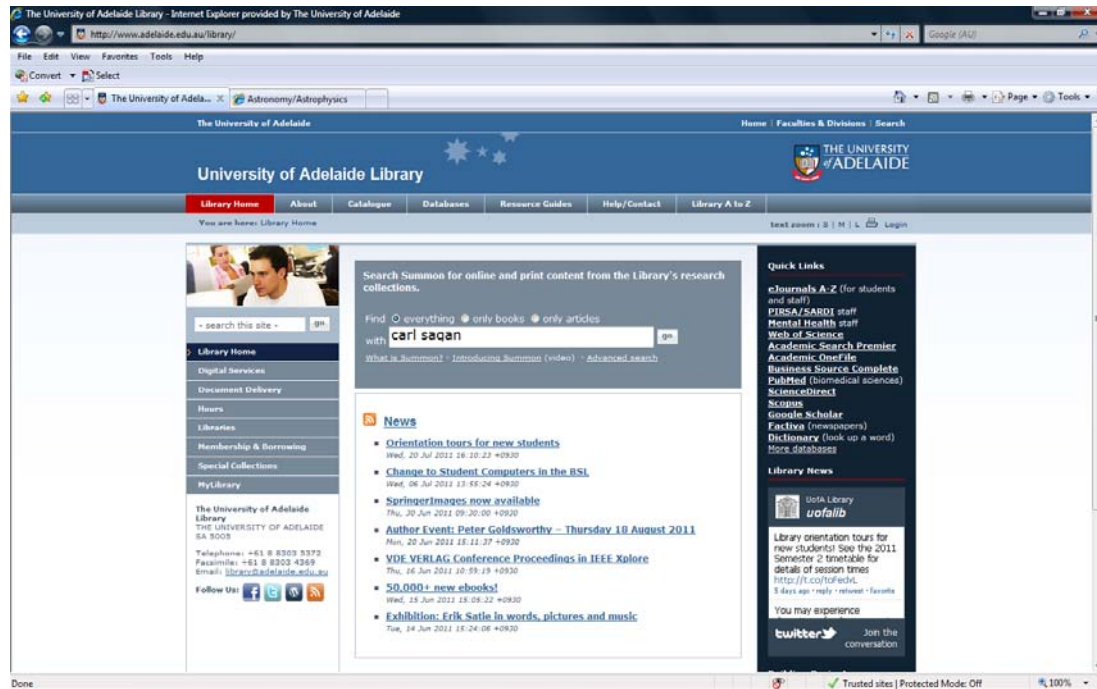 The University of Adelaide Library - Internet Explorer provided by The University of Adelaide
http://www.adelaide.edu.au/library/
Google (AU)
File Edit View Favorites Tools Help
Convert Select
The University of Adela... Astronomy/Astrophysics
Page Tools
The University of Adelaide
Home | Faculties & Divisions | Search
THE UNIVERSITY
of ADELAIDE
University of Adelaide Library
Library Home About Catalogue Databases Resource Guides Help/Contact Library A to Z
You are here: Library Home
text zoom : S | M | L Login
- search this site - go
Library Home
Digital Services
Document Delivery
Hours
Libraries
Membership & Borrowing
Special Collections
MyLibrary
The University of Adelaide
Library
THE UNIVERSITY OF ADELAIDE
SA 5005
Telephone: +61 8 8303 5372
Facsimile: +61 8 8303 4369
Email: library@adelaide.edu.au
Follow Us:
Search Summon for online and print content from the Library's research
collections.
Find everything only books only articles
with carl sagan go
What is Summon? - Introducing Summon (video) - Advanced search
News
Orientation tours for new students
Wed, 20 Jul 2011 16:10:23 +0930
Change to Student Computers in the BSL
Wed, 06 Jul 2011 13:55:24 +0930
SpringerImages now available
Thu, 30 Jun 2011 09:30:00 +0930
Author Event: Peter Goldsworthy – Thursday 18 August 2011
Mon, 20 Jun 2011 15:11:37 +0930
VDE VERLAG Conference Proceedings in IEEE Xplore
Thu, 16 Jun 2011 10:59:19 +0930
50,000+ new ebooks!
Wed, 15 Jun 2011 15:05:22 +0930
Exhibition: Erik Satie in words, pictures and music
Tue, 14 Jun 2011 15:24:06 +0930
Quick Links
eJournals A-Z (for students
and staff)
PIRSA/SARDI staff
Mental Health staff
Web of Science
Academic Search Premier
Academic OneFile
Business Source Complete
PubMed (biomedical sciences)
ScienceDirect
Scopus
Google Scholar
Factiva (newspapers)
Dictionary (look up a word)
More databases
Library News
UofA Library
uofalib
Library orientation tours for
new students! See the 2011
Semester 2 timetable for
details of session times
http://t.co/toFedvL
5 days ago · reply · retweet · favorite
You may experience
twitter Join the
conversation
Done
Trusted sites | Protected Mode: Off
100%